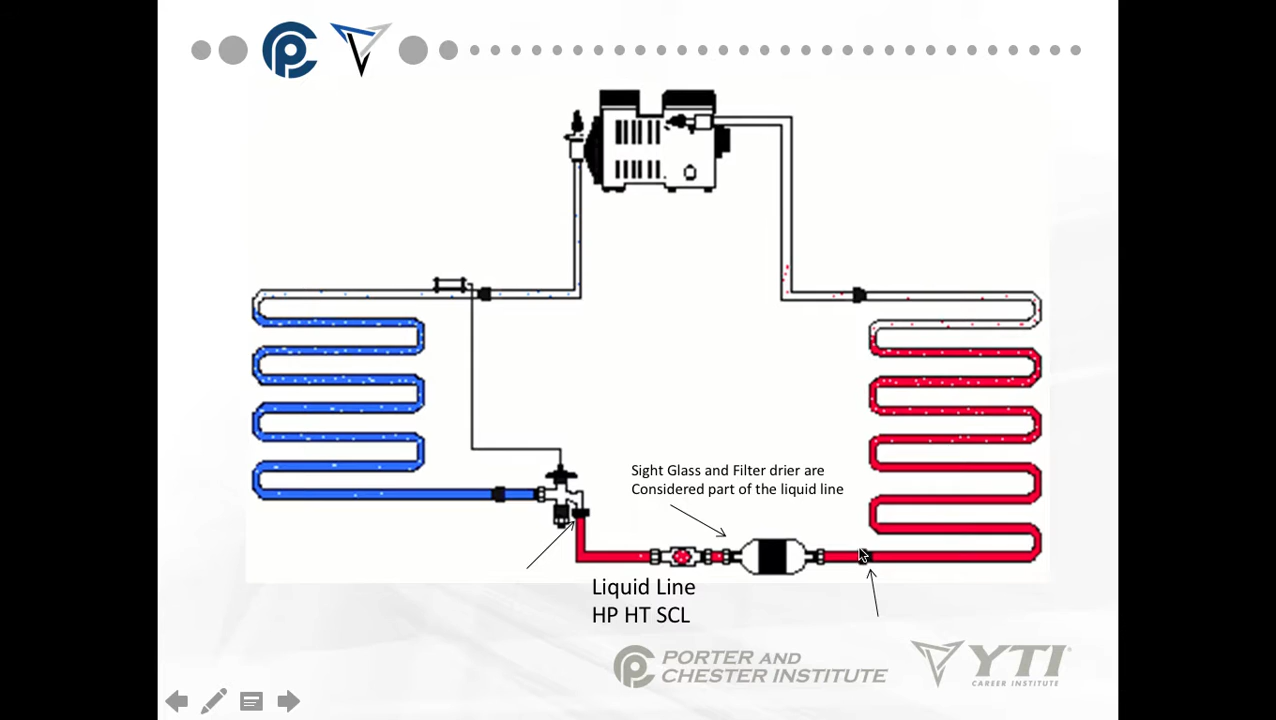 Sight Glass and Filter drier are
Considered part of the liquid line
Liquid Line
HP HT SCL
PORTER AND
CHESTER INSTITUTE
YTI
CAREER INSTITUTE